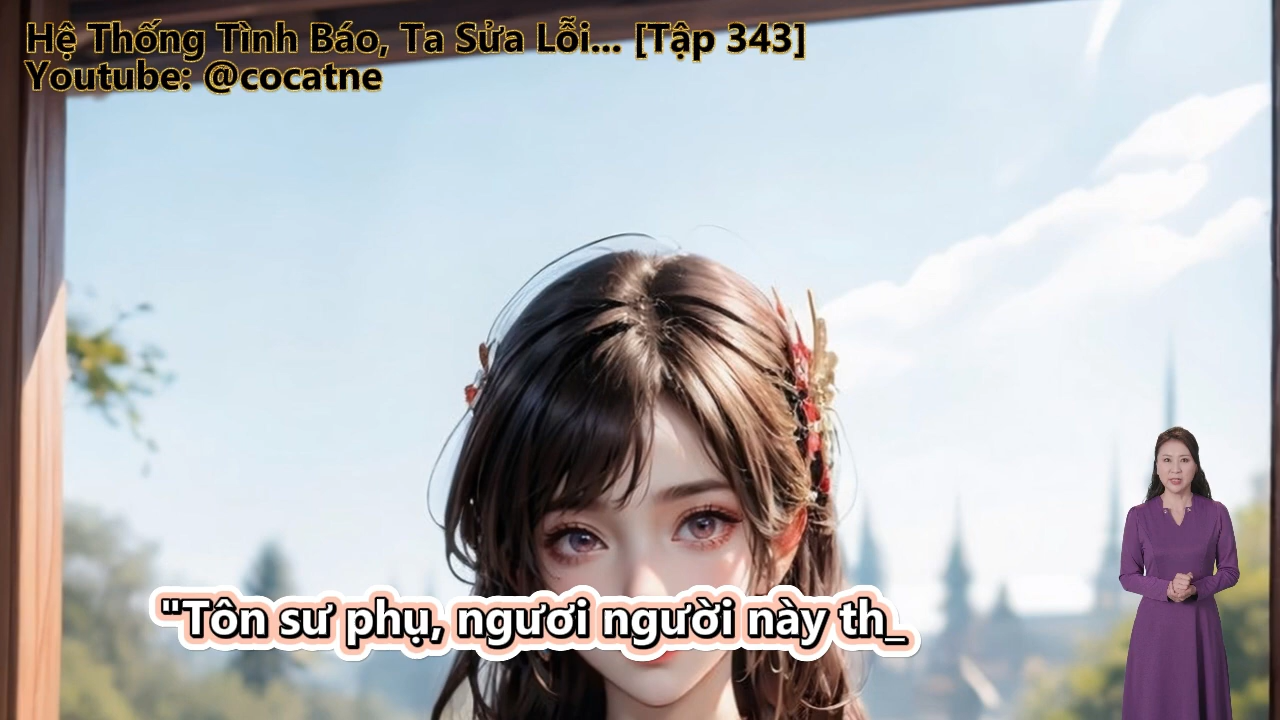 Hệ Thống Tình Báo, Ta Sửa Lỗi... [Tập 343]
Youtube: @cocatne
"Tôn sư phụ, ngươi người này th_